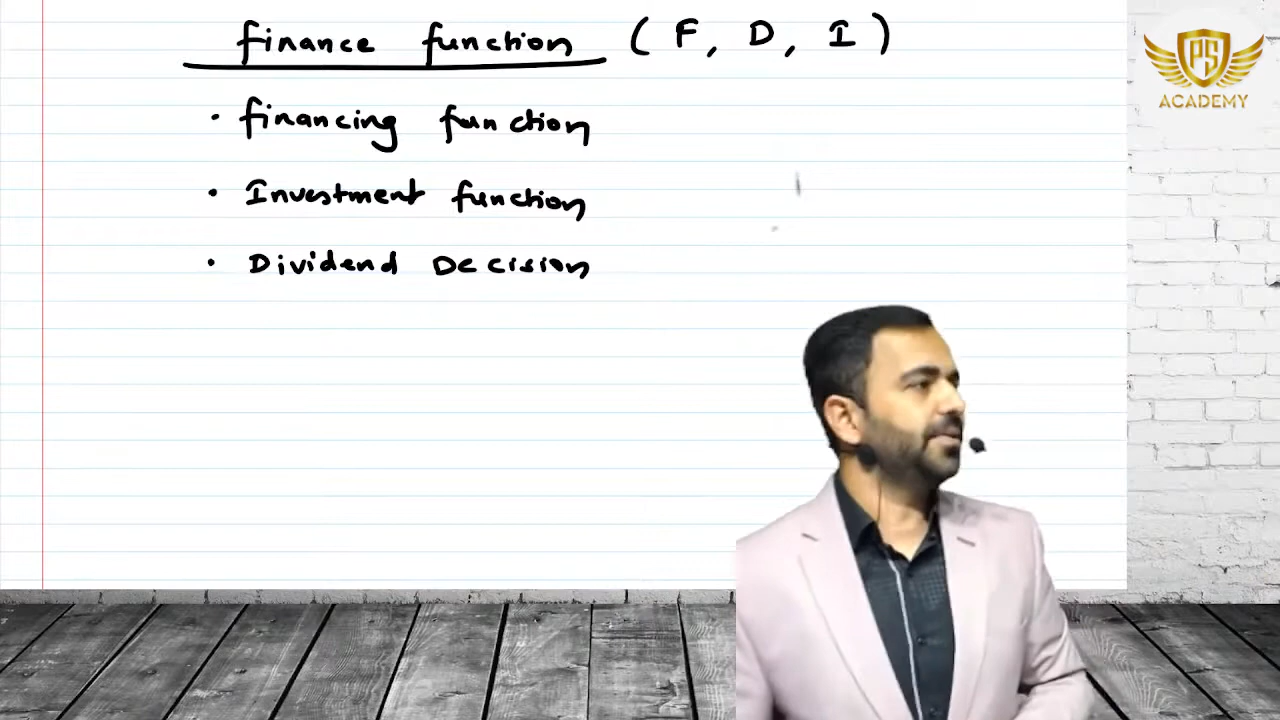 finance function ( F, D, I )
• financing function
• Investment function
• Dividend Decision
PS
ACADEMY